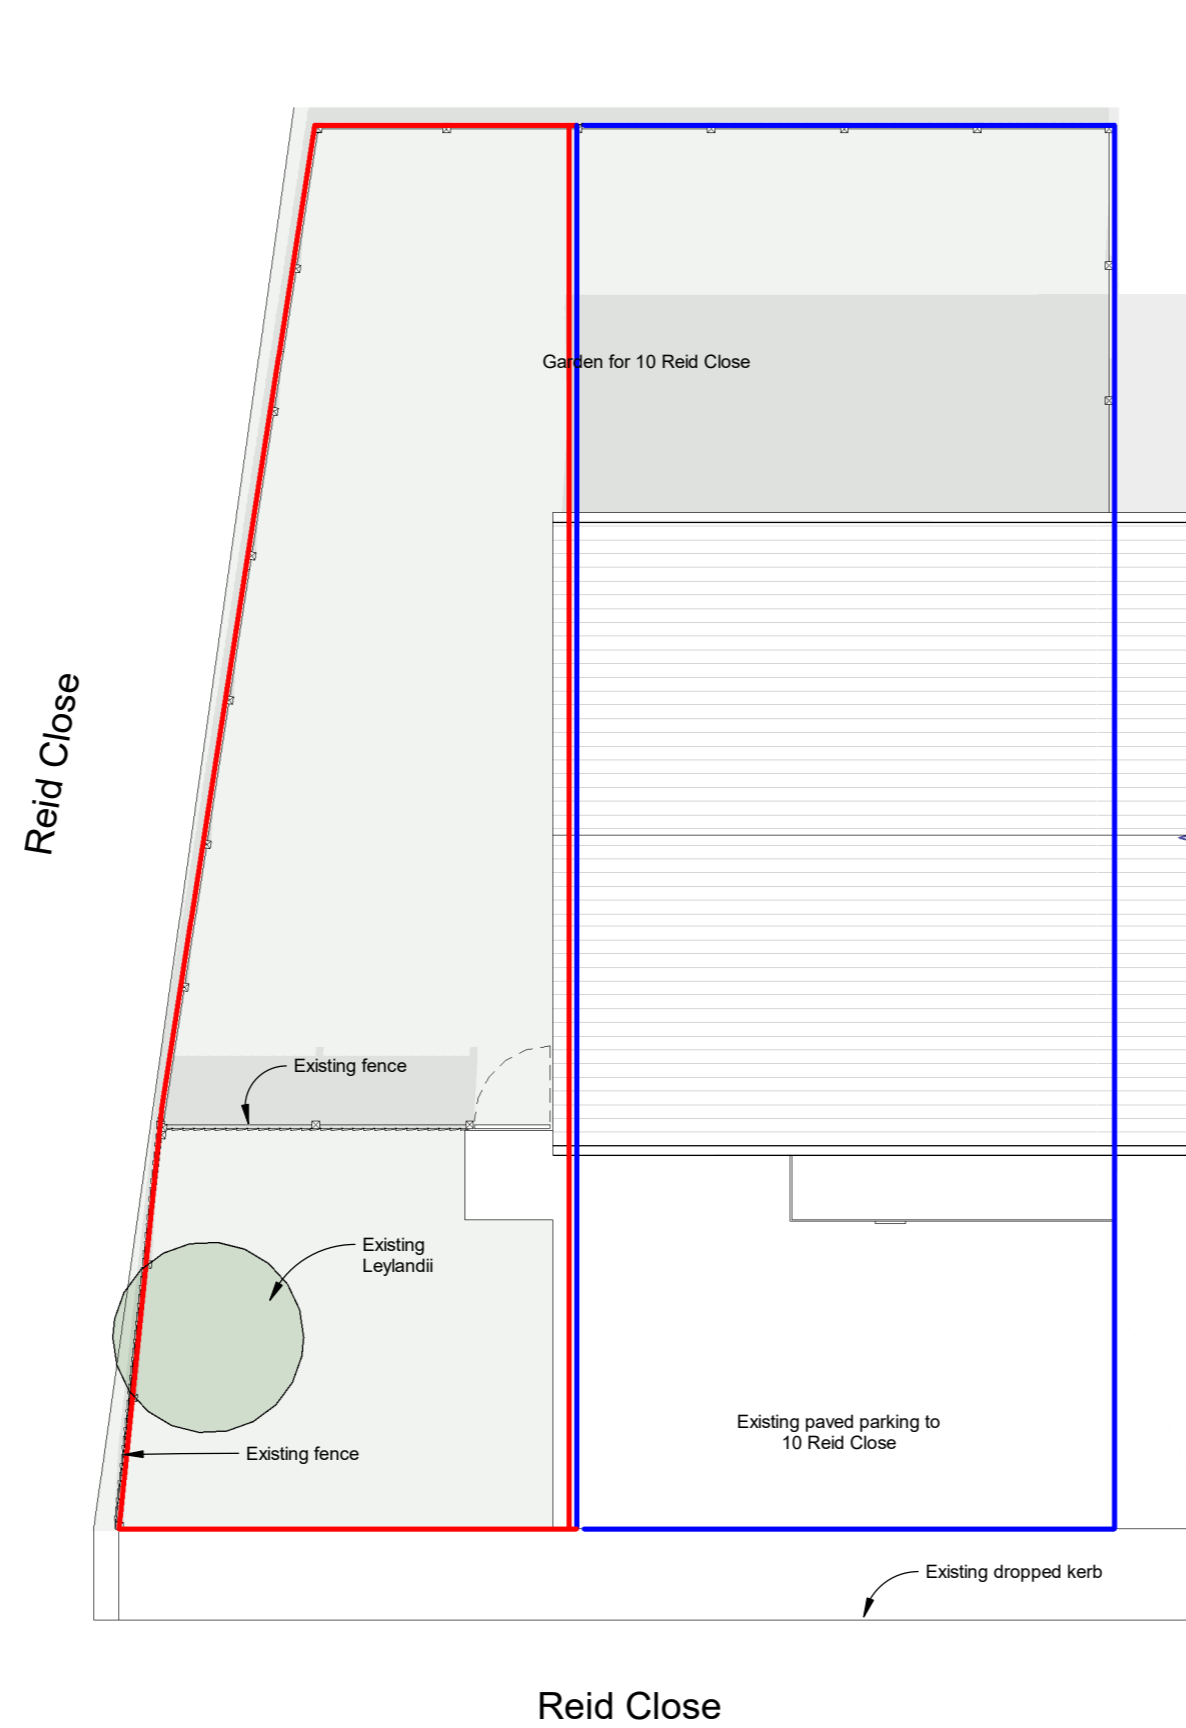 Garden for 10 Reid Close
Reid Close
Existing fence
Existing
Leylandii
Existing paved parking to
10 Reid Close
Existing fence
Existing dropped kerb
Reid Close